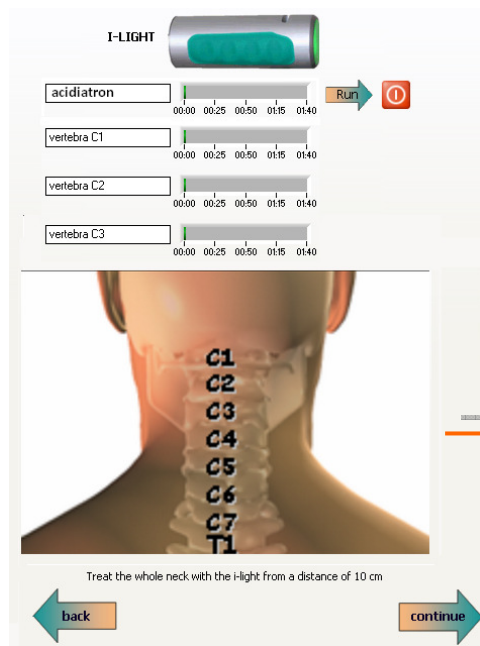 I-LIGHT
acidiatron
00:00 00:25 00:50 01:15 01:40
Run
vertebra C1
00:00 00:25 00:50 01:15 01:40
vertebra C2
00:00 00:25 00:50 01:15 01:40
vertebra C3
00:00 00:25 00:50 01:15 01:40
C1
C2
C3
C4
C5
C6
C7
T1
Treat the whole neck with the i-light from a distance of 10 cm
back
continue